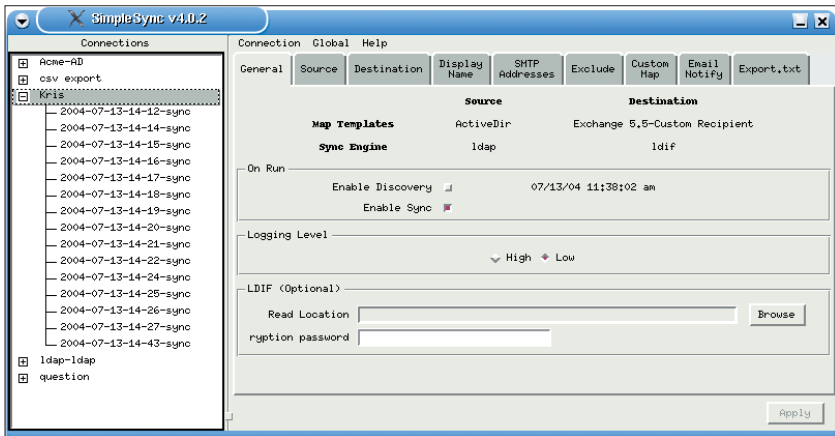 SimpleSync v4.0.2
Connections
Acme-AD
csv export
Kris
2004-07-13-14-12-sync
2004-07-13-14-14-sync
2004-07-13-14-15-sync
2004-07-13-14-16-sync
2004-07-13-14-17-sync
2004-07-13-14-18-sync
2004-07-13-14-19-sync
2004-07-13-14-20-sync
2004-07-13-14-21-sync
2004-07-13-14-22-sync
2004-07-13-14-24-sync
2004-07-13-14-25-sync
2004-07-13-14-26-sync
2004-07-13-14-27-sync
2004-07-13-14-43-sync
ldap-ldap
question
Connection Global Help
General Source Destination Display Name SMTP Addresses Exclude Custom Map Email Notify Export.txt
Source Destination
Map Templates ActiveDir Exchange 5.5-Custom Recipient
Sync Engine ldap ldif
On Run
Enable Discovery 07/13/04 11:38:02 am
Enable Sync
Logging Level
High Low
LDIF (Optional)
Read Location Browse
ryption password
Apply